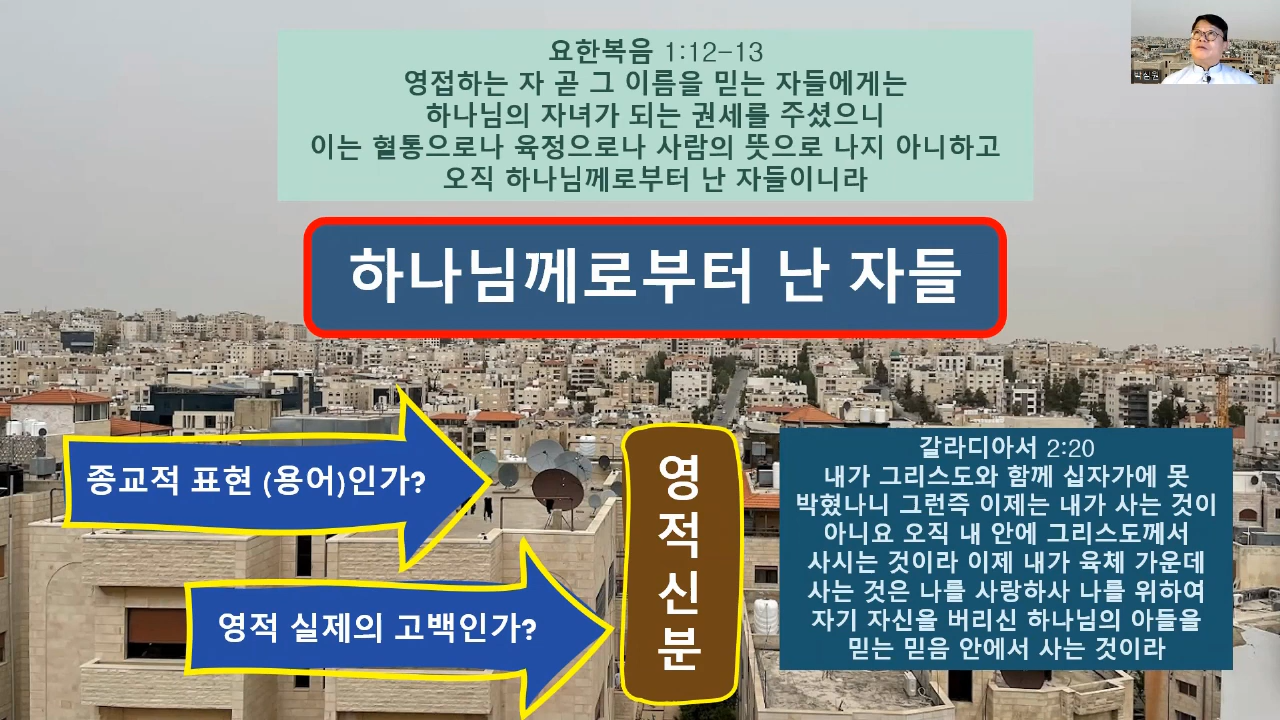 요한복음 1:12-13
영접하는 자 곧 그 이름을 믿는 자들에게는
하나님의 자녀가 되는 권세를 주셨으니
이는 혈통으로나 육정으로나 사람의 뜻으로 나지 아니하고
오직 하나님께로부터 난 자들이니라
하나님께로부터 난 자들
종교적 표현 (용어)인가?
영적 실제의 고백인가?
영
적
신
분
갈라디아서 2:20
내가 그리스도와 함께 십자가에 못
박혔나니 그런즉 이제는 내가 사는 것이
아니요 오직 내 안에 그리스도께서
사시는 것이라 이제 내가 육체 가운데
사는 것은 나를 사랑하사 나를 위하여
자기 자신을 버리신 하나님의 아들을
믿는 믿음 안에서 사는 것이라